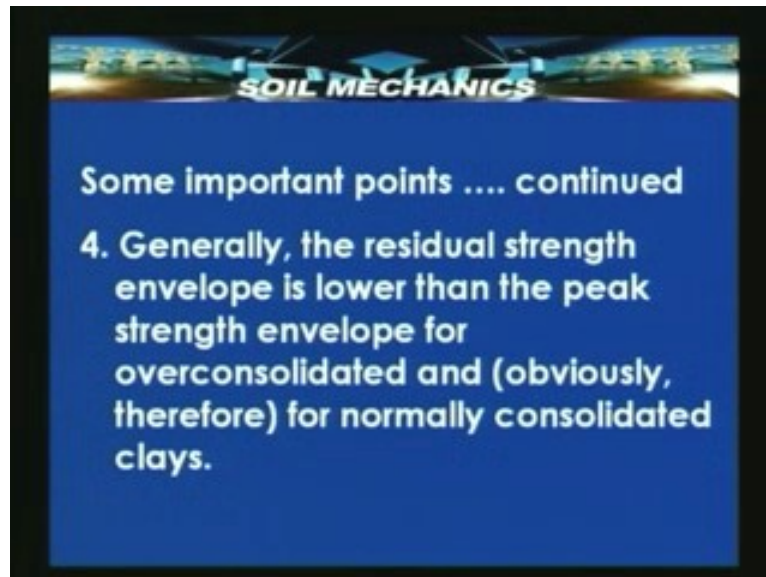 SOIL MECHANICS
Some important points .... continued
4. Generally, the residual strength
envelope is lower than the peak
strength envelope for
overconsolidated and (obviously,
therefore) for normally consolidated
clays.